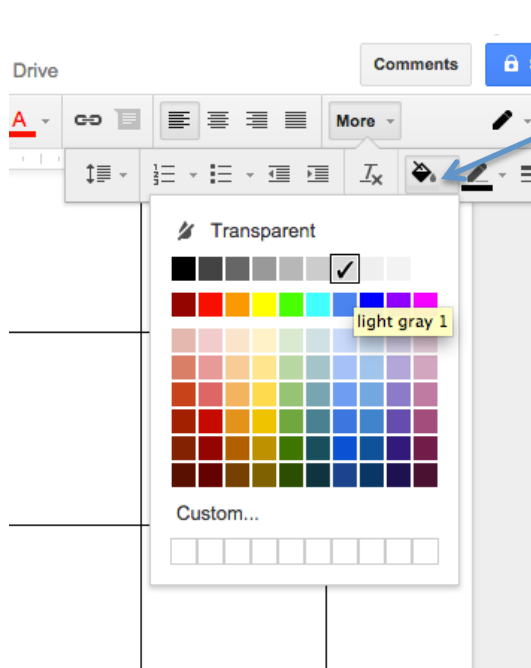 Drive
Comments
A
More
Transparent
light gray 1
Custom...